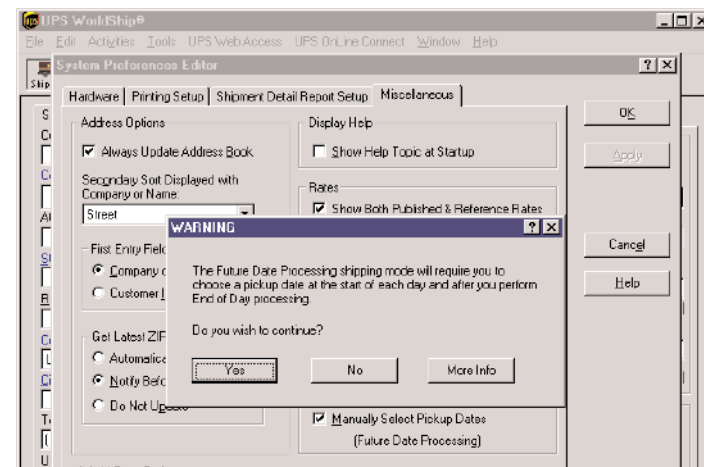 UPS WorldShip®
File Edit Activities Tools UPS Web Access UPS OnLine Connect Window Help
System Preferences Editor
Ship
Hardware Printing Setup Shipment Detail Report Setup Miscellaneous
Address Options
Always Update Address Book
Secondary Sort Displayed with
Company or Name:
Street
First Entry Field
Company o
Customer I
Get Latest ZIP
Automatica
Notify Befo
Do Not Update
Display Help
Show Help Topic at Startup
Rates
Show Both Published & Reference Rates
Manually Select Pickup Dates
(Future Date Processing)
OK
Apply
Cancel
Help
WARNING
The Future Date Processing shipping mode will require you to
choose a pickup date at the start of each day and after you perform
End of Day processing.
Do you wish to continue?
Yes No More Info